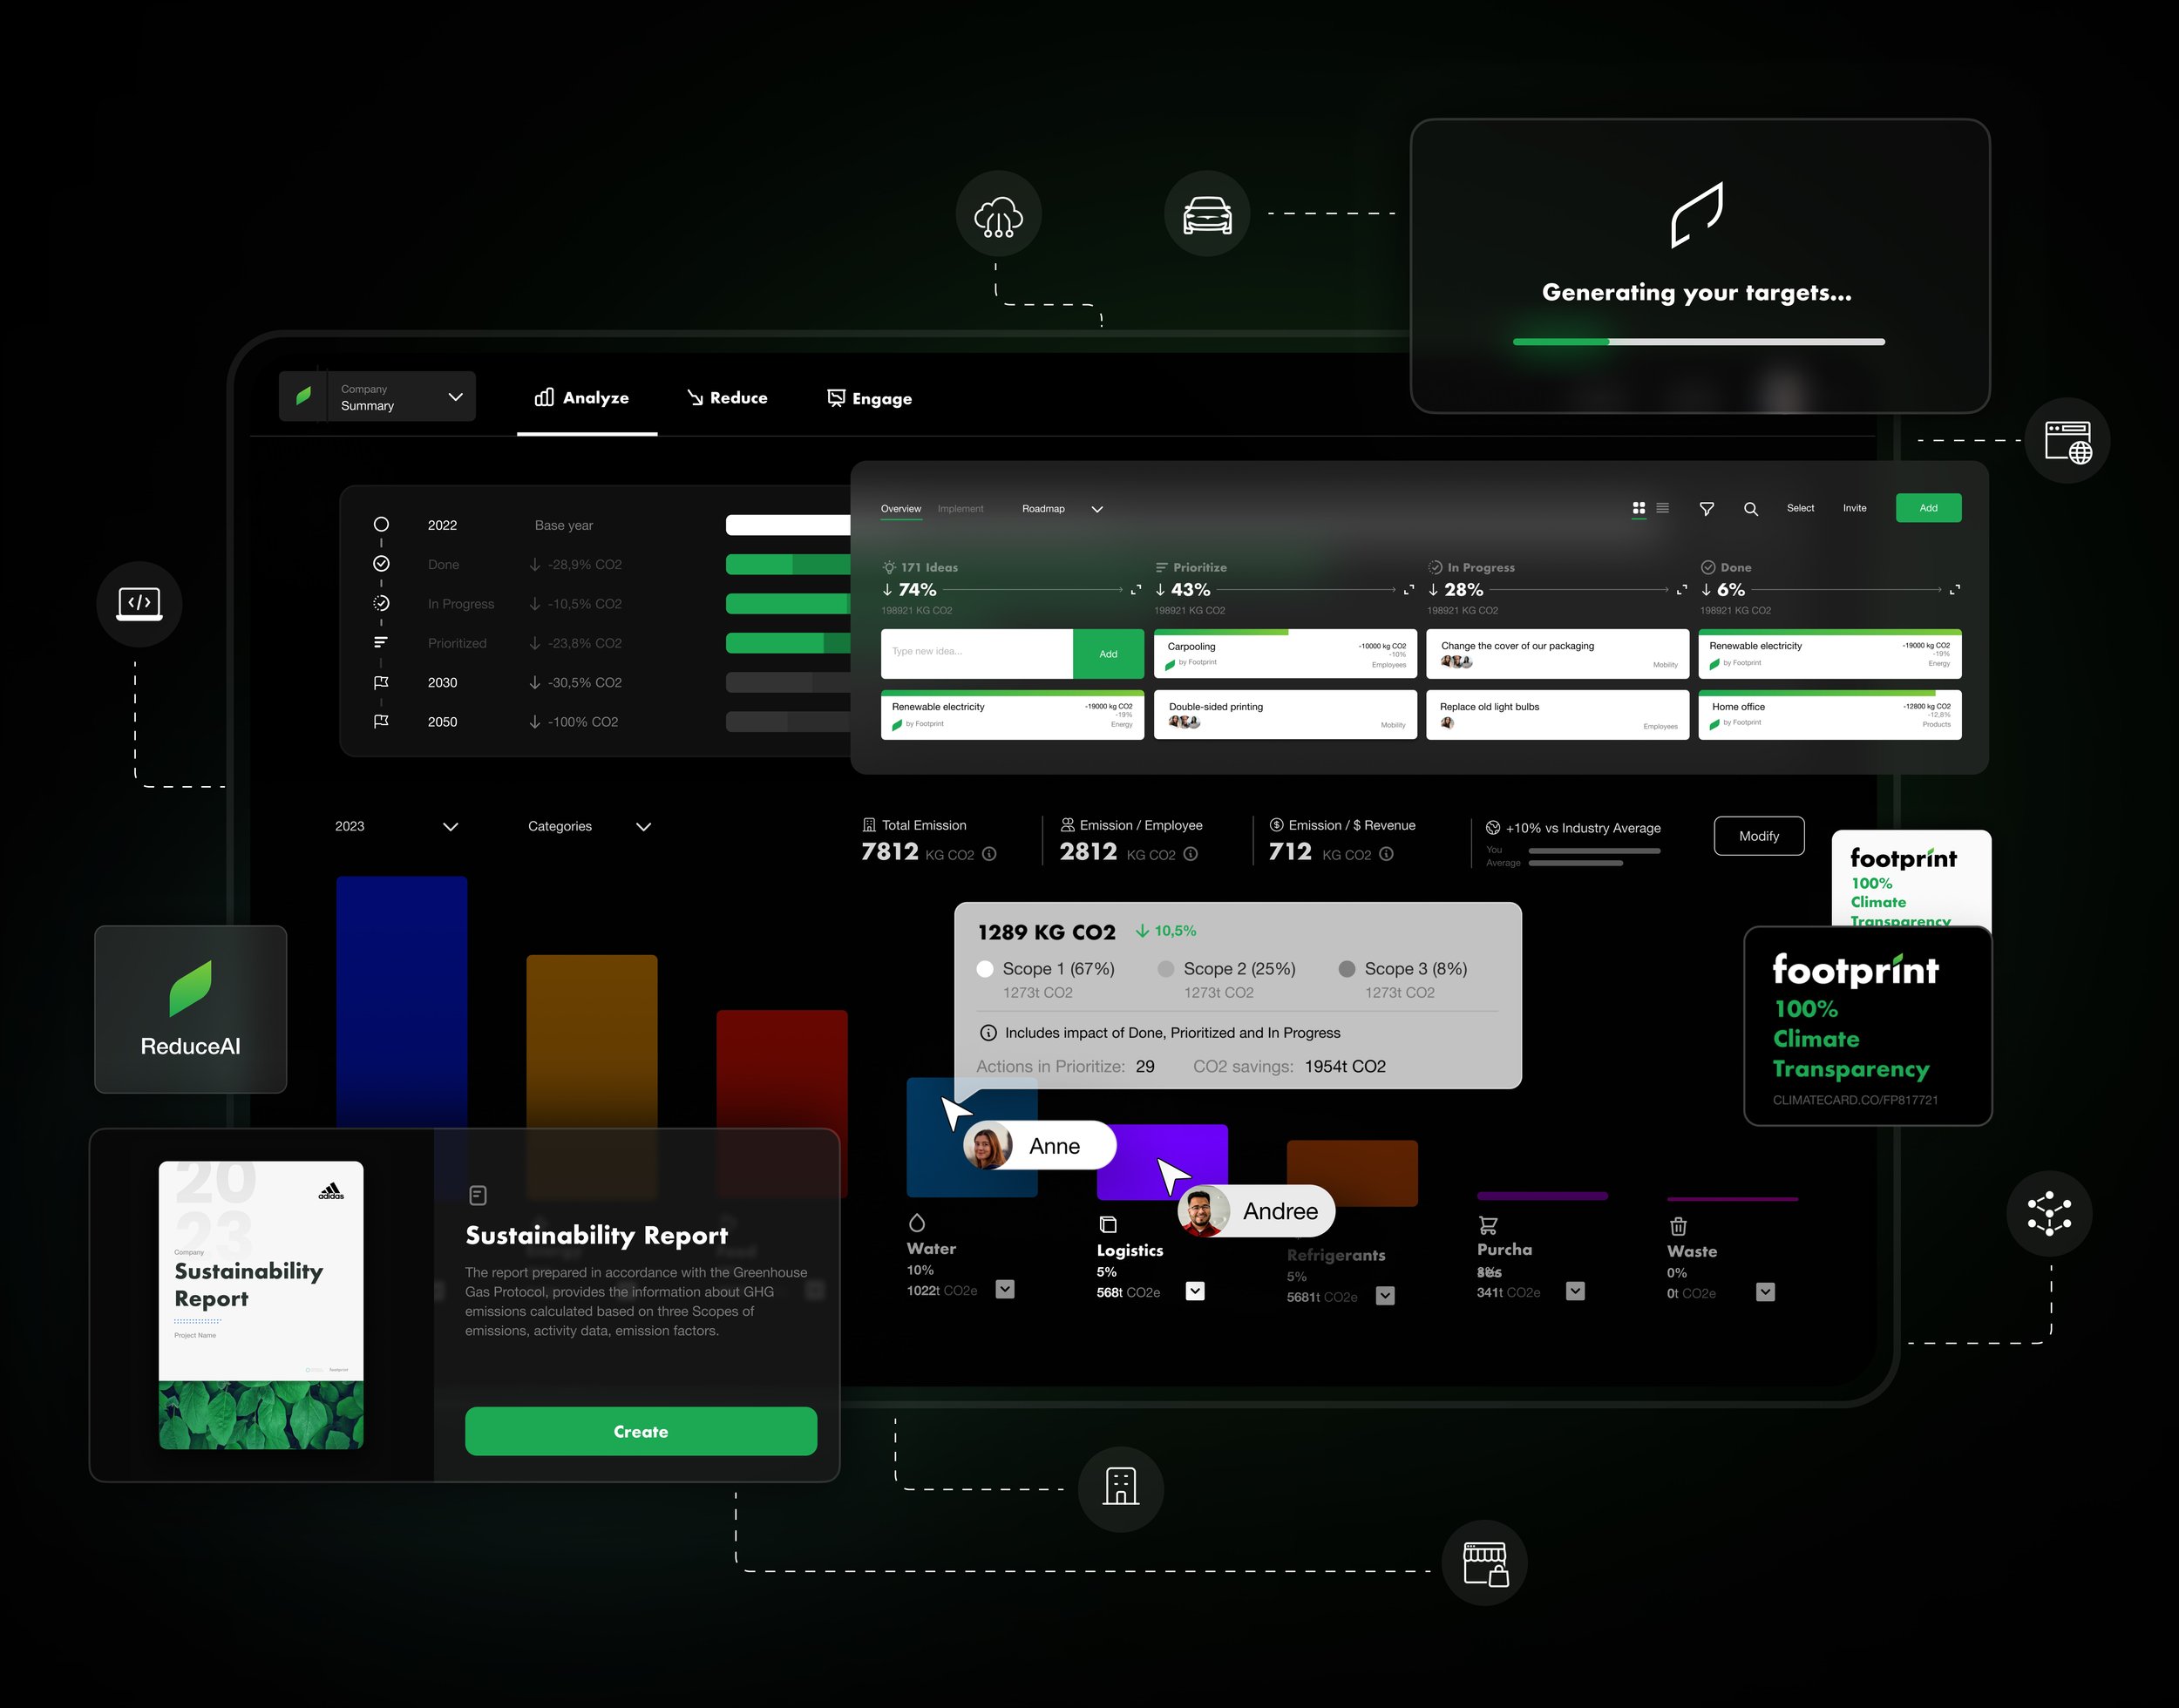 Generating your targets...
Company
Summary
Analyze
Reduce
Engage
2022
Base year
Done
-28,9% CO2
In Progress
-10,5% CO2
Prioritized
-23,8% CO2
2030
-30,5% CO2
2050
-100% CO2
Overview
Implement
Roadmap
Select
Invite
Add
171 Ideas
74%
198921 KG CO2
Prioritize
43%
198921 KG CO2
In Progress
28%
198921 KG CO2
Done
6%
198921 KG CO2
Type new idea...
Add
Carpooling
-10000 kg CO2
-10%
by Footprint
Employees
Change the cover of our packaging
Mobility
Renewable electricity
-19000 kg CO2
-19%
by Footprint
Energy
Renewable electricity
-19000 kg CO2
-19%
by Footprint
Energy
Double-sided printing
Mobility
Replace old light bulbs
Employees
Home office
-12800 kg CO2
-12,8%
by Footprint
Products
2023
Categories
Total Emission
7812 KG CO2
Emission / Employee
2812 KG CO2
Emission / $ Revenue
712 KG CO2
+10% vs Industry Average
You
Average
Modify
footprint
100%
Climate
Transparency
footprint
100%
Climate
Transparency
CLIMATECARD.CO/FP817721
1289 KG CO2
10,5%
Scope 1 (67%)
1273t CO2
Scope 2 (25%)
1273t CO2
Scope 3 (8%)
1273t CO2
Includes impact of Done, Prioritized and In Progress
Actions in Prioritize: 29
CO2 savings: 1954t CO2
ReduceAI
Anne
Andree
Water
10%
1022t CO2e
Logistics
5%
568t CO2e
Refrigerants
5%
5681t CO2e
Purcha
ses
341t CO2e
Waste
0%
0t CO2e
2023
adidas
Company
Sustainability
Report
Project Name
footprint
Sustainability Report
The report prepared in accordance with the Greenhouse
Gas Protocol, provides the information about GHG
emissions calculated based on three Scopes of
emissions, activity data, emission factors.
Create